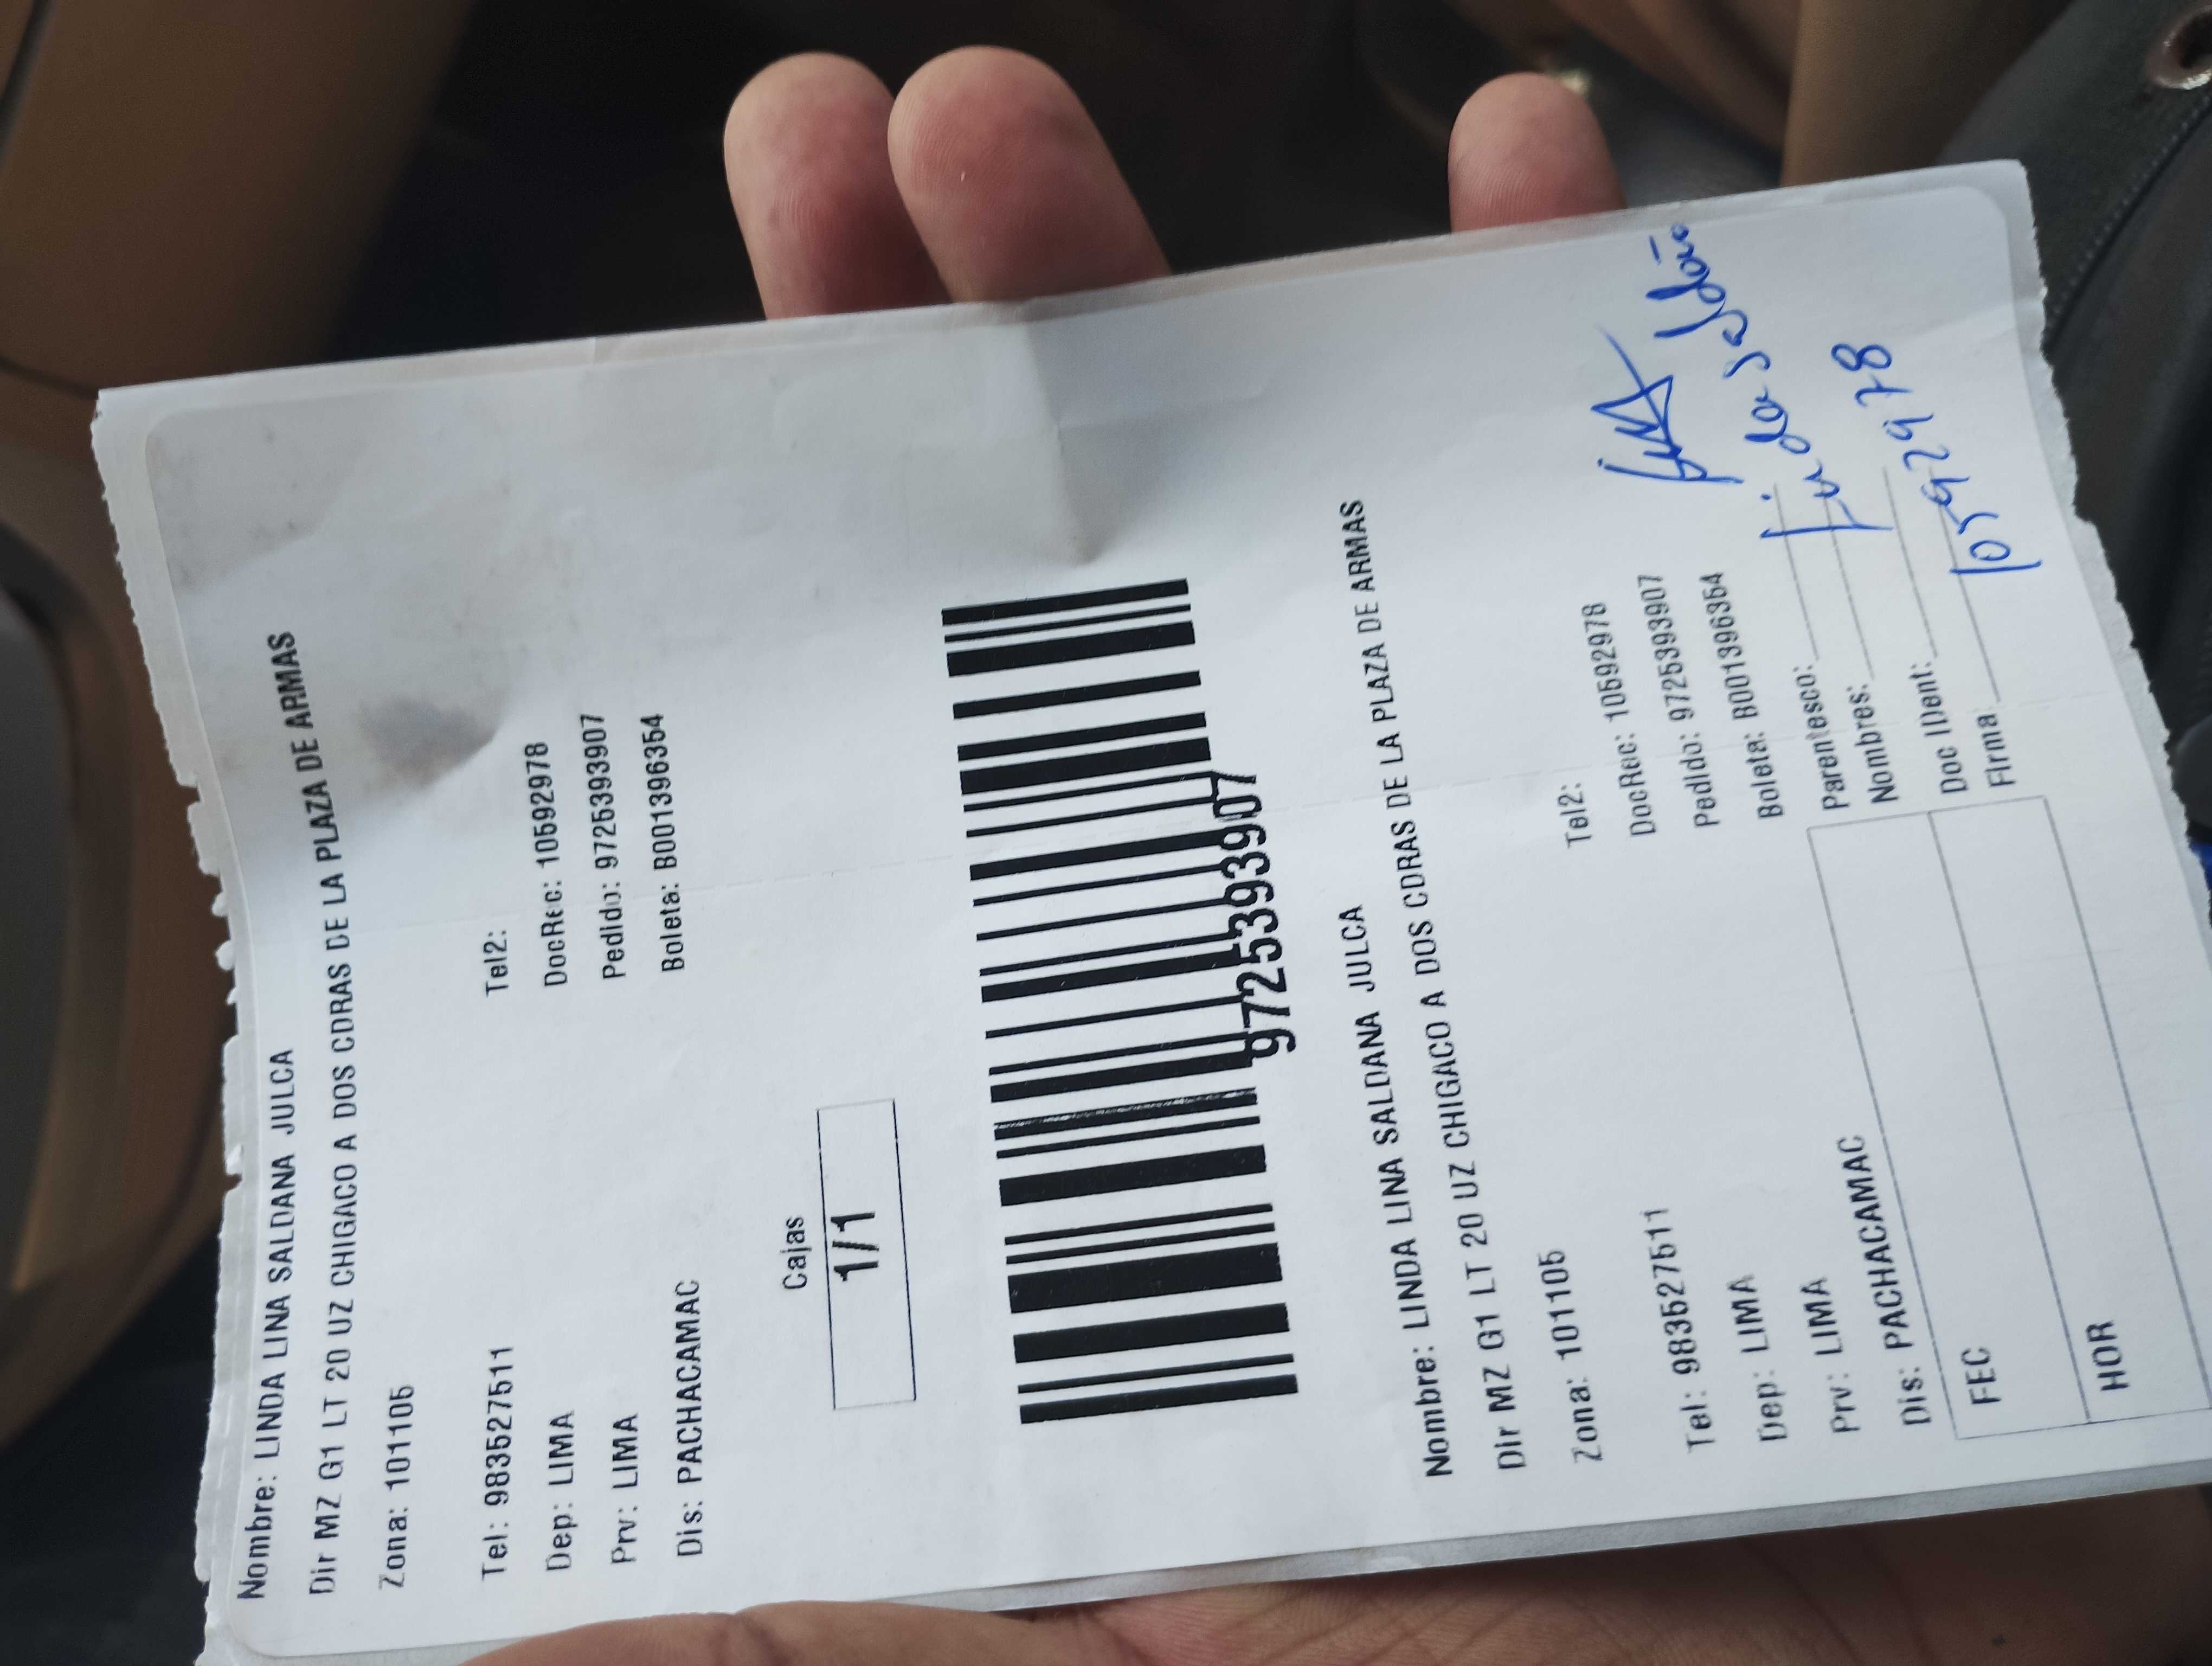 Nombre: LINDA LINA SALDANA JULCA
Dir MZ G1 LT 20 UZ CHIGACO A DOS CDRAS DE LA PLAZA DE ARMAS
Zona: 101105
Tel: 983527511 Tel2:
Dep: LIMA DocRec: 10592978
Prv: LIMA Pedido: 9725393907
Dis: PACHACAMAC Boleta: B001396354
Cajas
1/1
9725393907
Nombre: LINDA LINA SALDANA JULCA
Dir MZ G1 LT 20 UZ CHIGACO A DOS CDRAS DE LA PLAZA DE ARMAS
Zona: 101105
Tel: 983527511 Tel2:
Dep: LIMA DocRec: 10592978
Prv: LIMA Pedido: 9725393907
Dis: PACHACAMAC Boleta: B001396354
FEC
HOR
Parentesco:
Nombres: Linda Saldaña
Doc IDent: 10592978
Firma